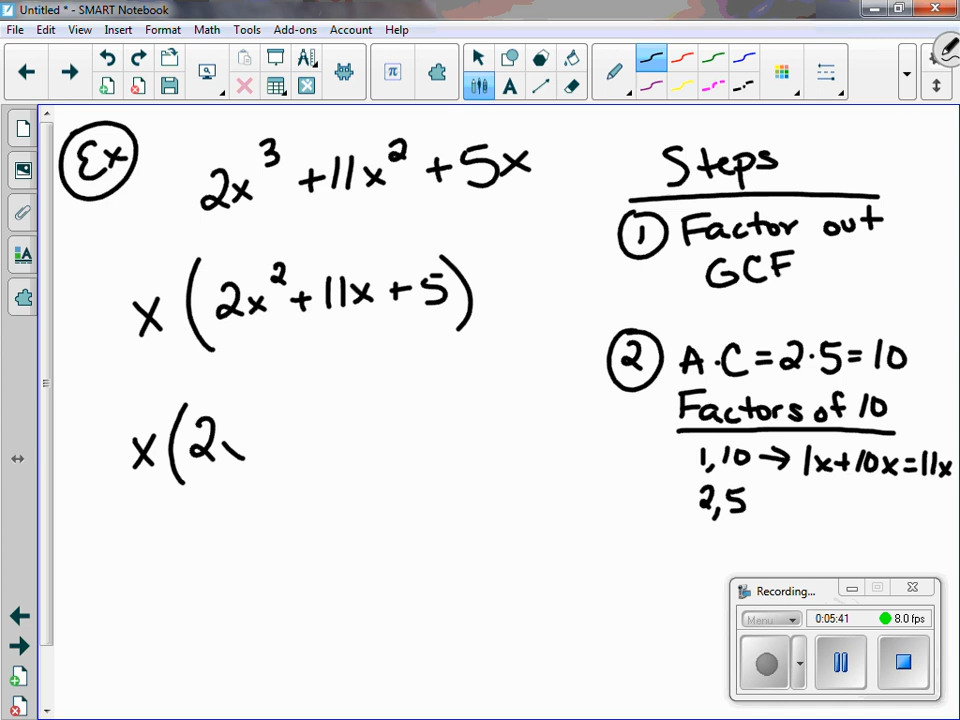 Untitled * - SMART Notebook
File Edit View Insert Format Math Tools Add-ons Account Help
Ex
2x³ + 11x² + 5x
x ( 2x² + 11x + 5 )
x ( 2
Steps
1 Factor out
GCF
2 A·C = 2·5 = 10
Factors of 10
1, 10 → 1x + 10x = 11x
2, 5
Recording...
Menu
0:05:41
8.0 fps